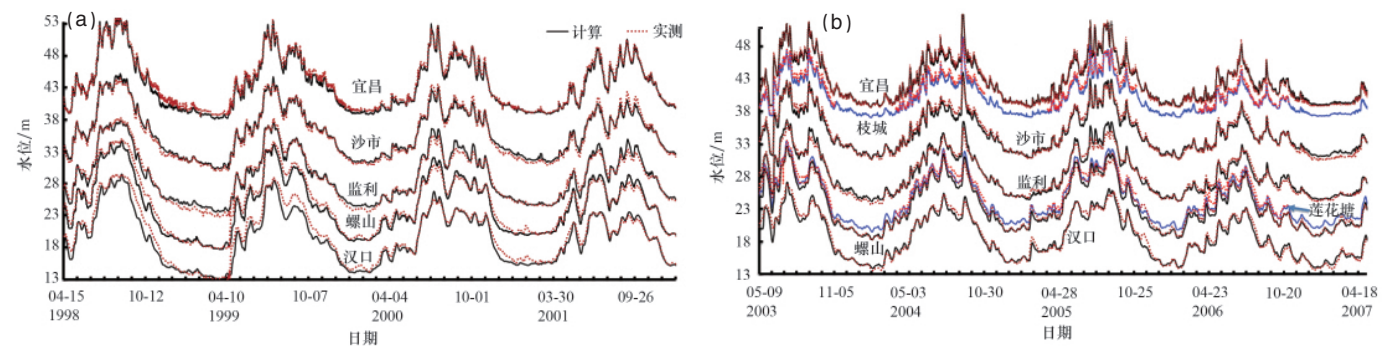 (a)
53
48
43
38
33
28
23
18
13
水位/m
计算
实测
宜昌
沙市
监利
螺山
汉口
04-15 10-12 04-10 10-07 04-04 10-01 03-30 09-26
1998 1999 2000 2001
日期
(b)
48
43
38
33
28
23
18
13
水位/m
宜昌
枝城
沙市
监利
莲花塘
汉口
螺山
05-09 11-05 05-03 10-30 04-28 10-25 04-23 10-20 04-18
2003 2004 2005 2006 2007
日期